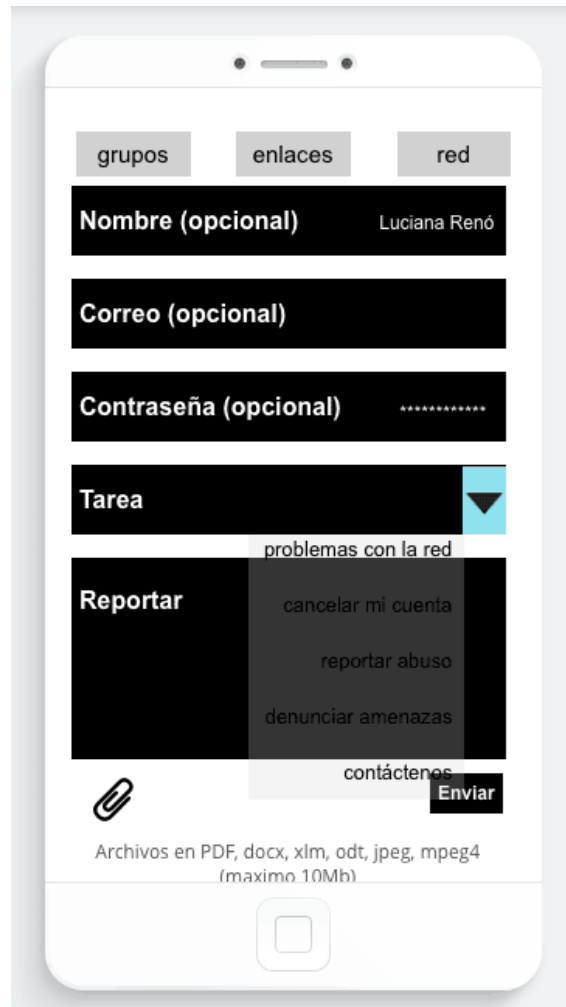 grupos enlaces red
Nombre (opcional) Luciana Renó
Correo (opcional)
Contraseña (opcional) ************
Tarea
problemas con la red
Reportar
cancelar mi cuenta
reportar abuso
denunciar amenazas
contáctenos
Enviar
Archivos en PDF, docx, xlm, odt, jpeg, mpeg4
(maximo 10Mb)